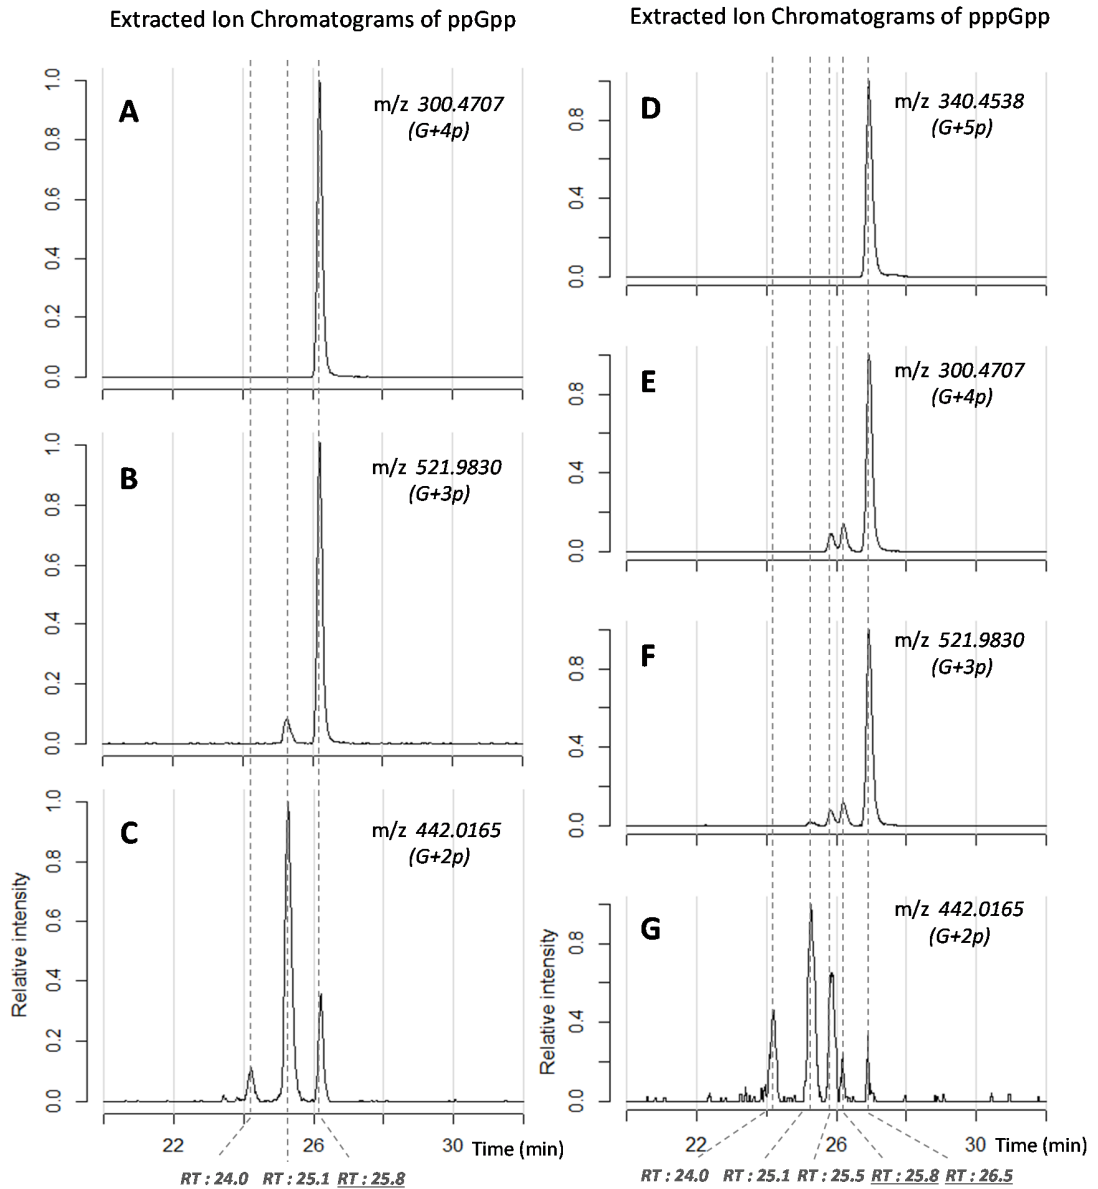 Extracted Ion Chromatograms of ppGpp
A
m/z 300.4707
(G+4p)
1.0
0.8
0.6
0.4
0.2
0.0
B
m/z 521.9830
(G+3p)
1.0
0.8
0.6
0.4
0.2
0.0
C
m/z 442.0165
(G+2p)
1.0
0.8
0.6
0.4
0.2
0.0
Relative intensity
22 26 30 Time (min)
RT : 24.0 RT : 25.1 RT : 25.8
Extracted Ion Chromatograms of pppGpp
D
m/z 340.4538
(G+5p)
0.8
0.4
0.0
E
m/z 300.4707
(G+4p)
0.8
0.4
0.0
F
m/z 521.9830
(G+3p)
0.8
0.4
0.0
G
m/z 442.0165
(G+2p)
0.8
0.4
0.0
Relative intensity
22 26 30 Time (min)
RT : 24.0 RT : 25.1 RT : 25.5 RT : 25.8 RT : 26.5